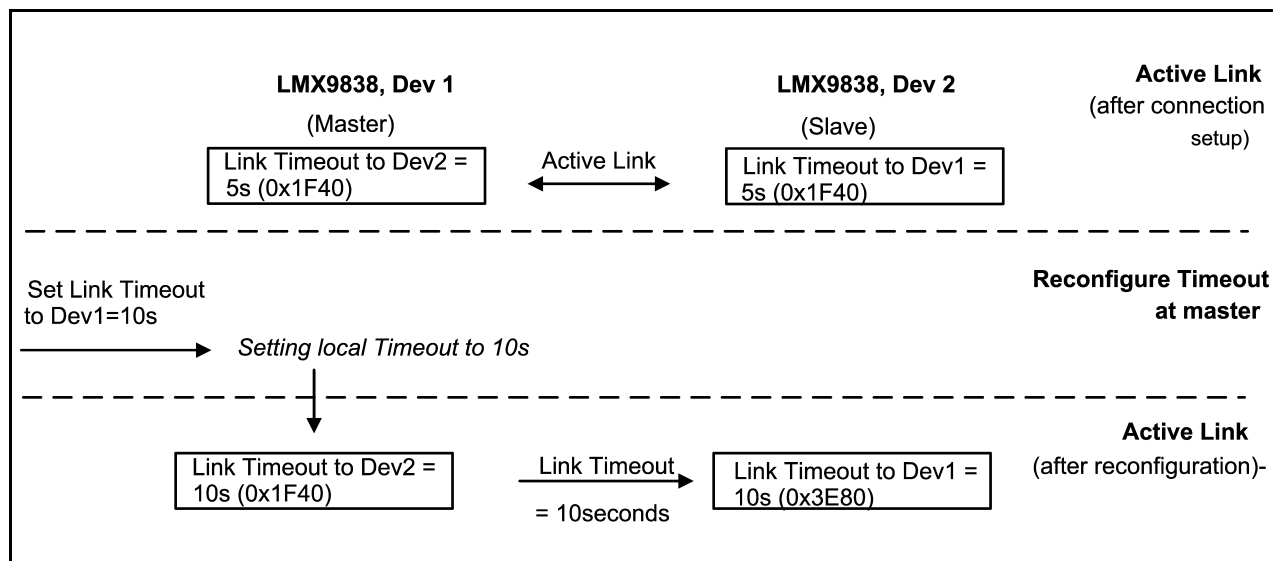 LMX9838, Dev 1
LMX9838, Dev 2
Active Link
(Master)
(Slave)
(after connection
setup)
Link Timeout to Dev2 =
5s (0x1F40)
Active Link
Link Timeout to Dev1 =
5s (0x1F40)
Set Link Timeout
to Dev1=10s
Reconfigure Timeout
at master
Setting local Timeout to 10s
Active Link
(after reconfiguration)-
Link Timeout to Dev2 =
10s (0x1F40)
Link Timeout
= 10seconds
Link Timeout to Dev1 =
10s (0x3E80)